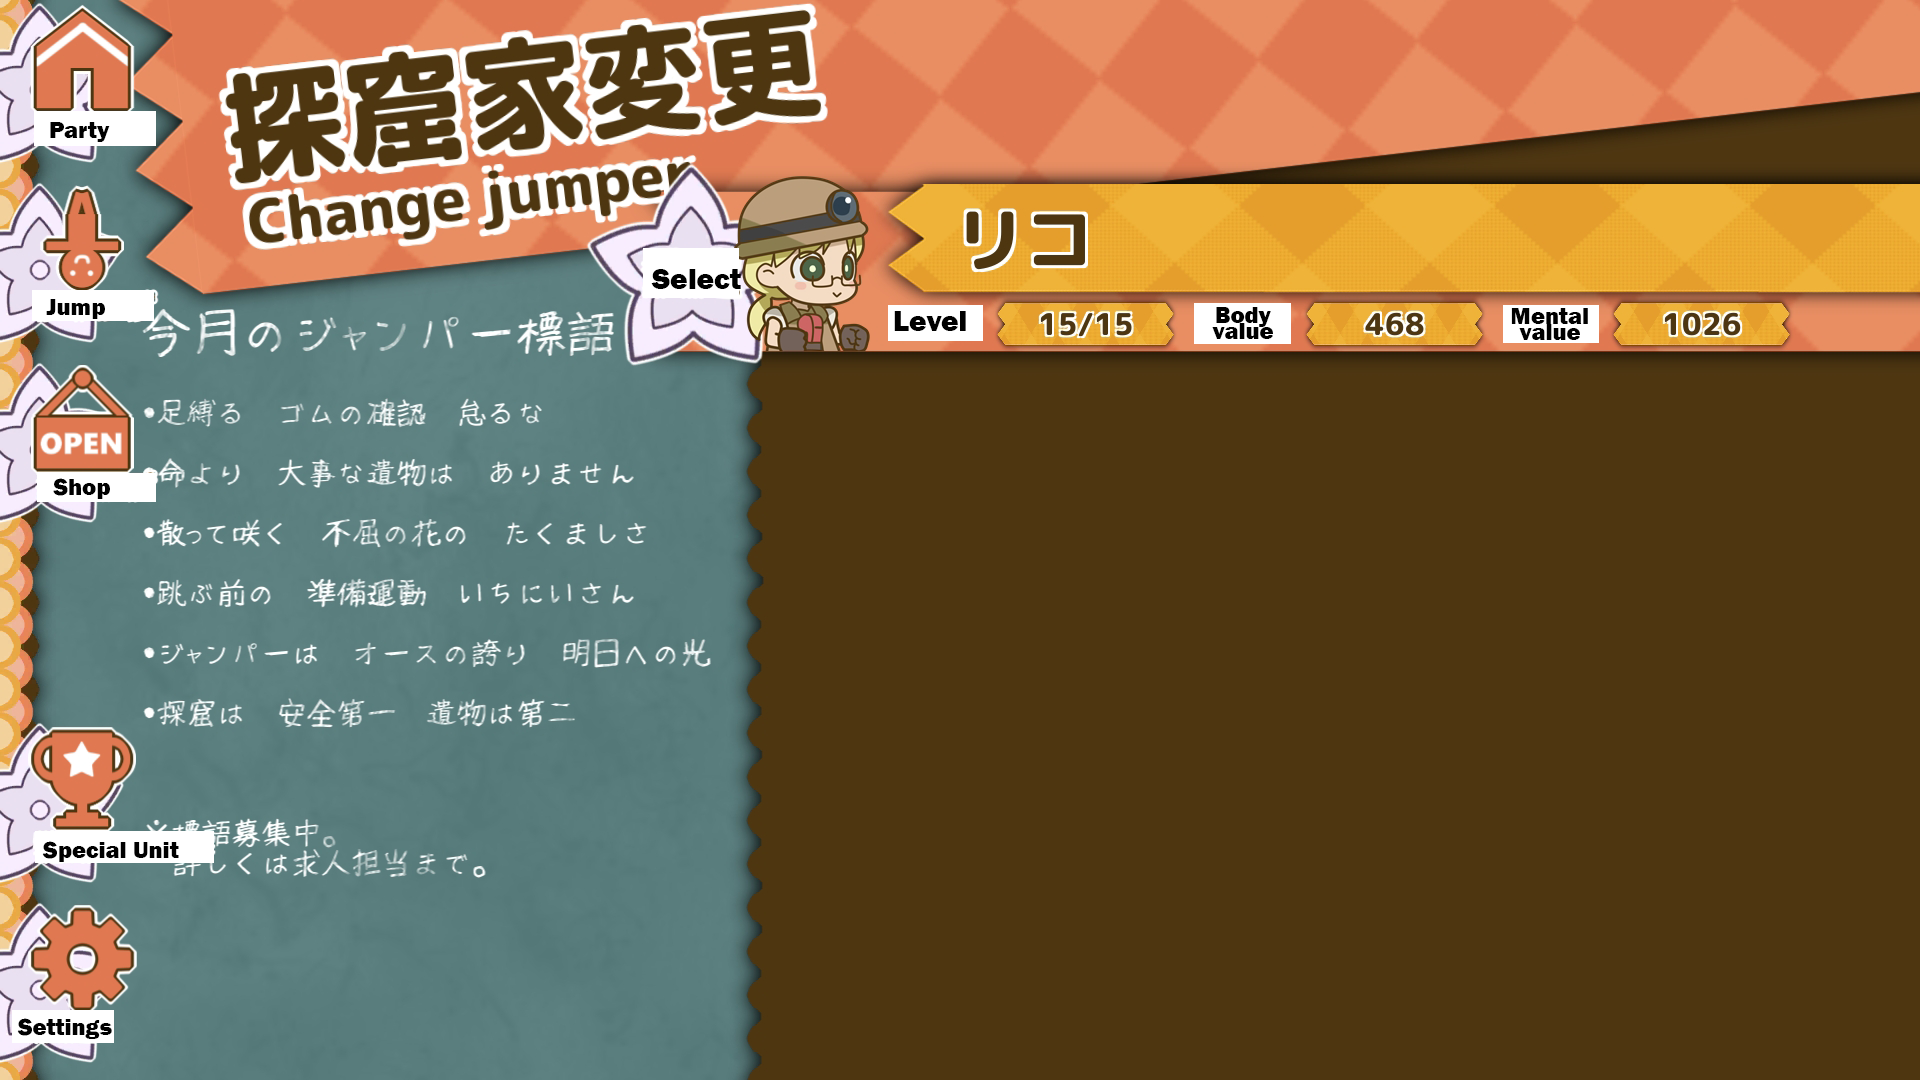 探窟家変更
Change jumper
Party
Jump
OPEN
Shop
Special Unit
Settings
Select
リコ
Level 15/15 Body value 468 Mental value 1026
今月のジャンパー標語
•足縛る ゴムの確認 怠るな
•命より 大事な遺物は ありません
•散って咲く 不屈の花の たくましさ
•跳ぶ前の 準備運動 いちにいさん
•ジャンパーは オースの誇り 明日への光
•探窟は 安全第一 遺物は第二
※標語募集中。
詳しくは求人担当まで。